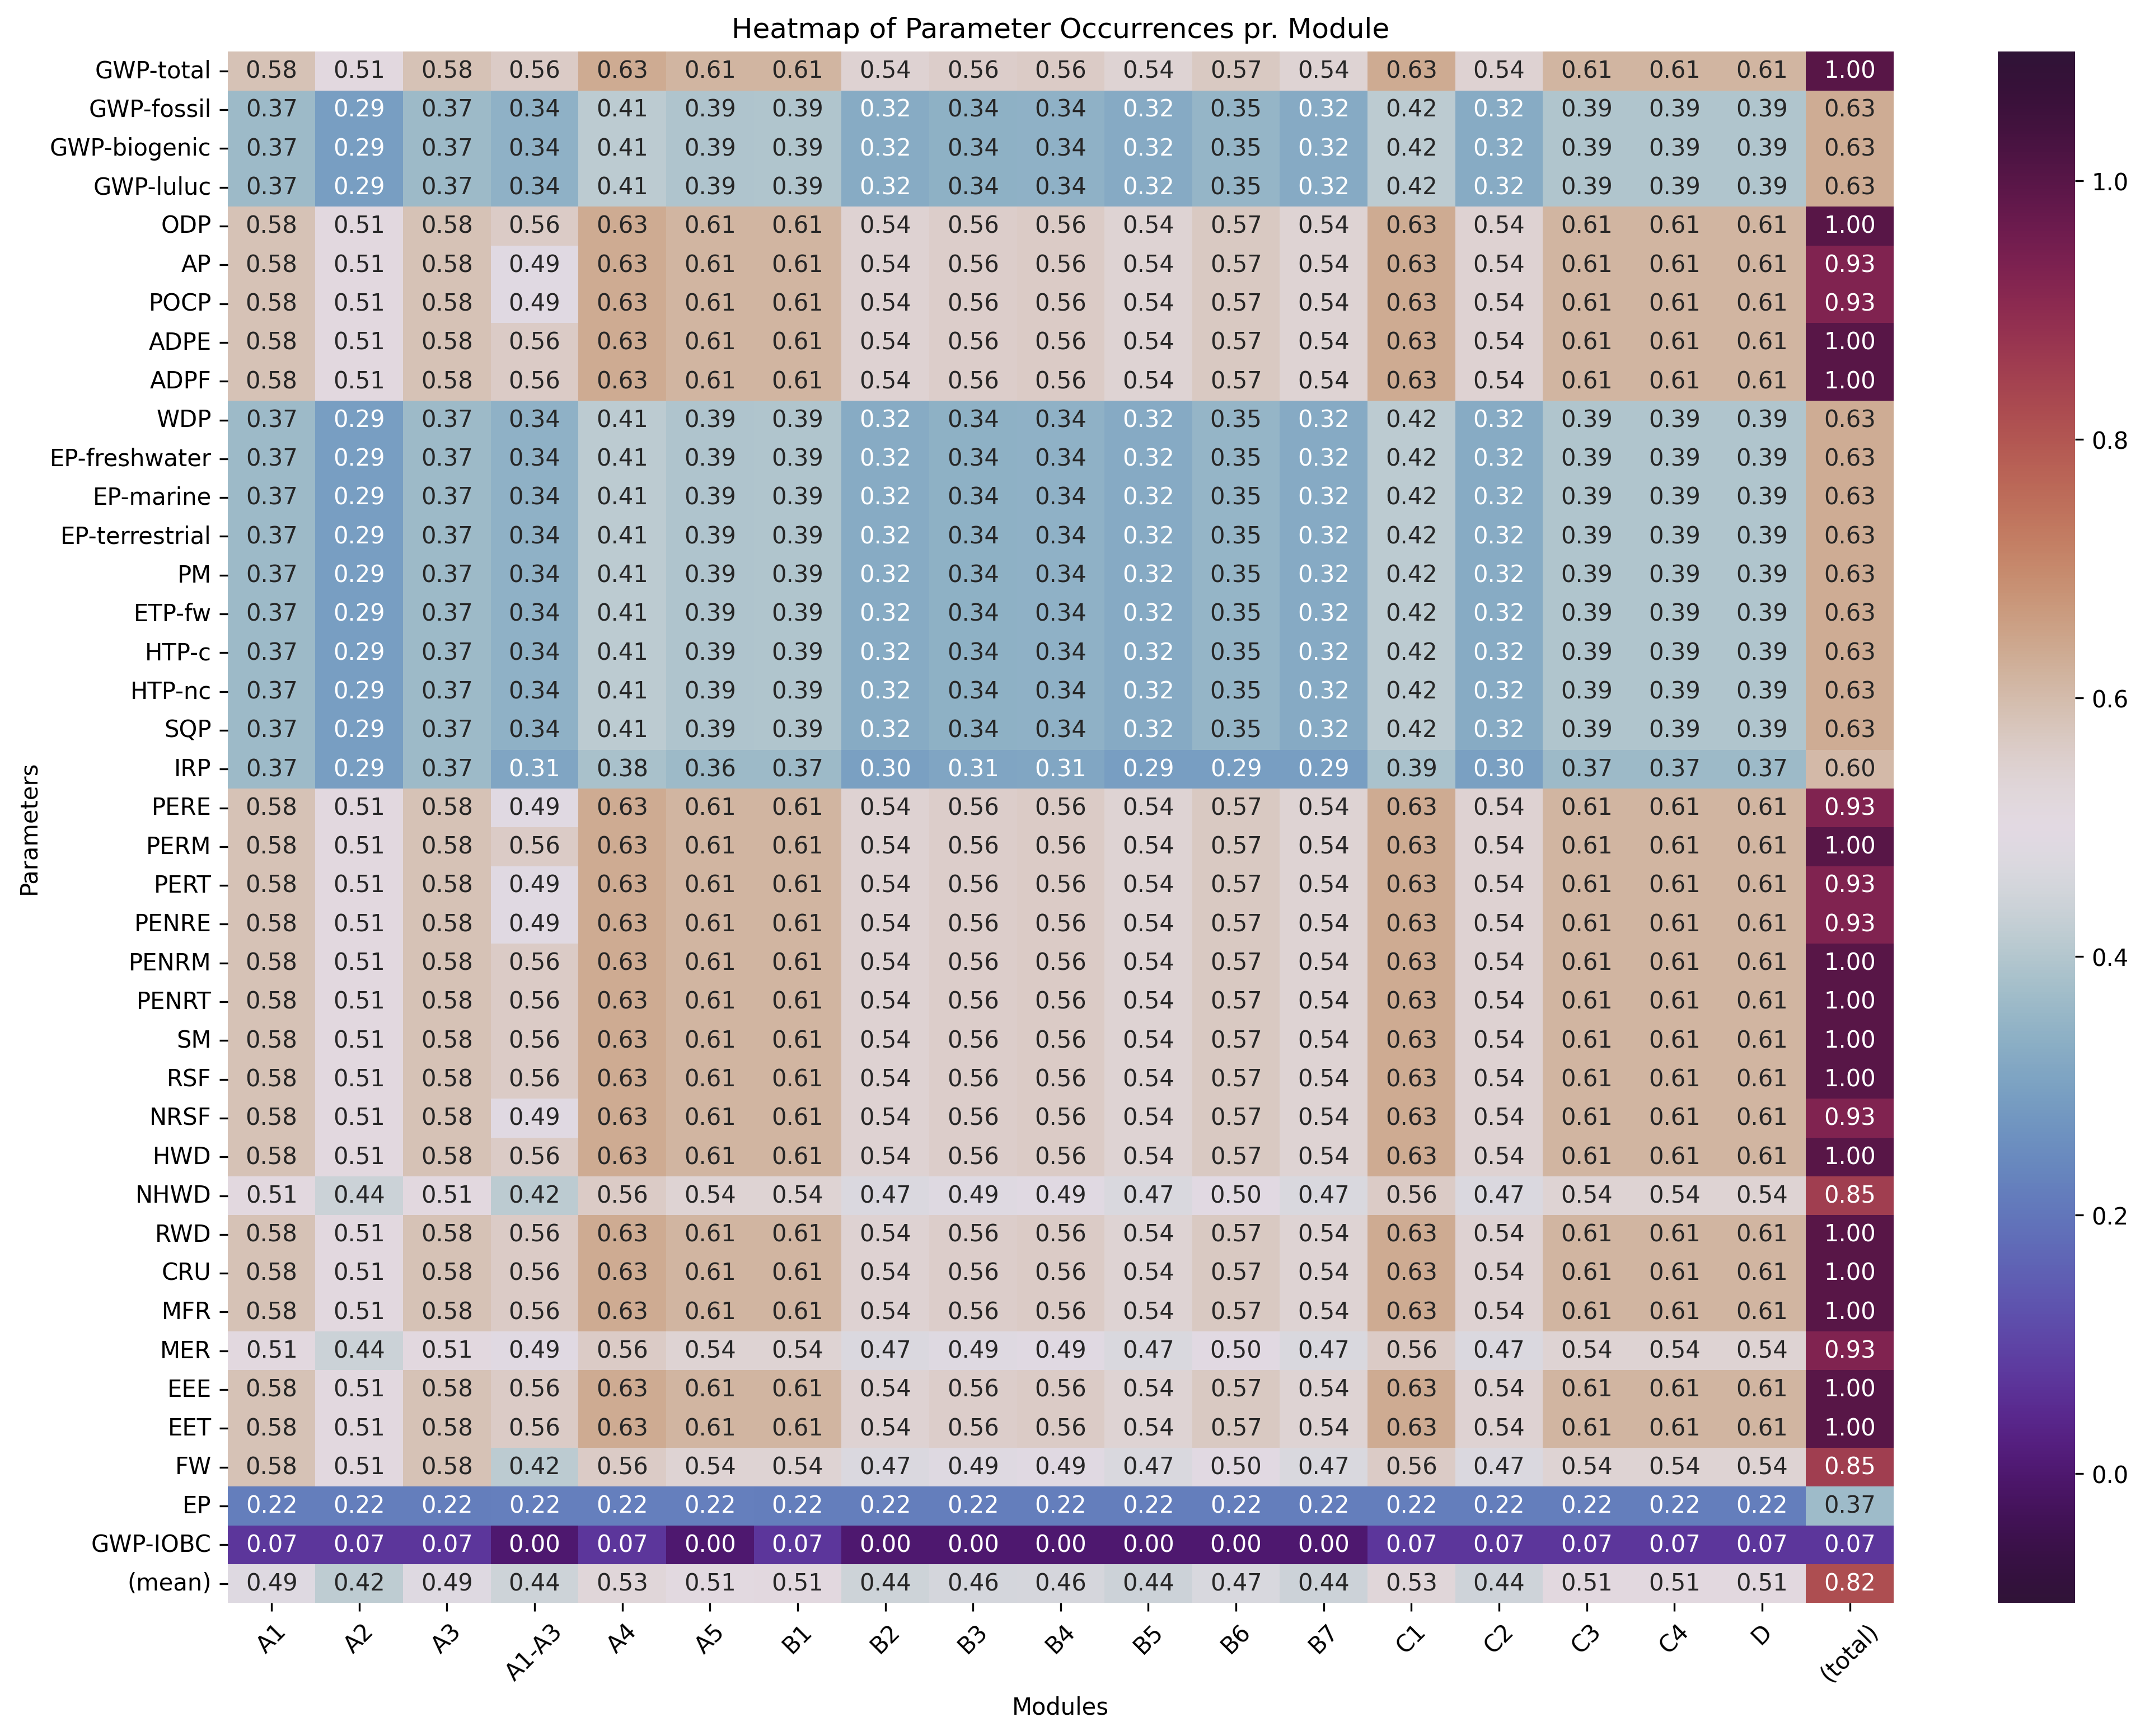 Heatmap of Parameter Occurrences pr. Module
GWP-total 0.58 0.51 0.58 0.56 0.63 0.61 0.61 0.54 0.56 0.56 0.54 0.57 0.54 0.63 0.54 0.61 0.61 0.61 1.00
GWP-fossil 0.37 0.29 0.37 0.34 0.41 0.39 0.39 0.32 0.34 0.34 0.32 0.35 0.32 0.42 0.32 0.39 0.39 0.39 0.63
GWP-biogenic 0.37 0.29 0.37 0.34 0.41 0.39 0.39 0.32 0.34 0.34 0.32 0.35 0.32 0.42 0.32 0.39 0.39 0.39 0.63
GWP-luluc 0.37 0.29 0.37 0.34 0.41 0.39 0.39 0.32 0.34 0.34 0.32 0.35 0.32 0.42 0.32 0.39 0.39 0.39 0.63
ODP 0.58 0.51 0.58 0.56 0.63 0.61 0.61 0.54 0.56 0.56 0.54 0.57 0.54 0.63 0.54 0.61 0.61 0.61 1.00
AP 0.58 0.51 0.58 0.49 0.63 0.61 0.61 0.54 0.56 0.56 0.54 0.57 0.54 0.63 0.54 0.61 0.61 0.61 0.93
POCP 0.58 0.51 0.58 0.49 0.63 0.61 0.61 0.54 0.56 0.56 0.54 0.57 0.54 0.63 0.54 0.61 0.61 0.61 0.93
ADPE 0.58 0.51 0.58 0.56 0.63 0.61 0.61 0.54 0.56 0.56 0.54 0.57 0.54 0.63 0.54 0.61 0.61 0.61 1.00
ADPF 0.58 0.51 0.58 0.56 0.63 0.61 0.61 0.54 0.56 0.56 0.54 0.57 0.54 0.63 0.54 0.61 0.61 0.61 1.00
WDP 0.37 0.29 0.37 0.34 0.41 0.39 0.39 0.32 0.34 0.34 0.32 0.35 0.32 0.42 0.32 0.39 0.39 0.39 0.63
EP-freshwater 0.37 0.29 0.37 0.34 0.41 0.39 0.39 0.32 0.34 0.34 0.32 0.35 0.32 0.42 0.32 0.39 0.39 0.39 0.63
EP-marine 0.37 0.29 0.37 0.34 0.41 0.39 0.39 0.32 0.34 0.34 0.32 0.35 0.32 0.42 0.32 0.39 0.39 0.39 0.63
EP-terrestrial 0.37 0.29 0.37 0.34 0.41 0.39 0.39 0.32 0.34 0.34 0.32 0.35 0.32 0.42 0.32 0.39 0.39 0.39 0.63
PM 0.37 0.29 0.37 0.34 0.41 0.39 0.39 0.32 0.34 0.34 0.32 0.35 0.32 0.42 0.32 0.39 0.39 0.39 0.63
ETP-fw 0.37 0.29 0.37 0.34 0.41 0.39 0.39 0.32 0.34 0.34 0.32 0.35 0.32 0.42 0.32 0.39 0.39 0.39 0.63
HTP-c 0.37 0.29 0.37 0.34 0.41 0.39 0.39 0.32 0.34 0.34 0.32 0.35 0.32 0.42 0.32 0.39 0.39 0.39 0.63
HTP-nc 0.37 0.29 0.37 0.34 0.41 0.39 0.39 0.32 0.34 0.34 0.32 0.35 0.32 0.42 0.32 0.39 0.39 0.39 0.63
SQP 0.37 0.29 0.37 0.34 0.41 0.39 0.39 0.32 0.34 0.34 0.32 0.35 0.32 0.42 0.32 0.39 0.39 0.39 0.63
IRP 0.37 0.29 0.37 0.31 0.38 0.36 0.37 0.30 0.31 0.31 0.29 0.29 0.29 0.39 0.30 0.37 0.37 0.37 0.60
PERE 0.58 0.51 0.58 0.49 0.63 0.61 0.61 0.54 0.56 0.56 0.54 0.57 0.54 0.63 0.54 0.61 0.61 0.61 0.93
PERM 0.58 0.51 0.58 0.56 0.63 0.61 0.61 0.54 0.56 0.56 0.54 0.57 0.54 0.63 0.54 0.61 0.61 0.61 1.00
PERT 0.58 0.51 0.58 0.49 0.63 0.61 0.61 0.54 0.56 0.56 0.54 0.57 0.54 0.63 0.54 0.61 0.61 0.61 0.93
PENRE 0.58 0.51 0.58 0.49 0.63 0.61 0.61 0.54 0.56 0.56 0.54 0.57 0.54 0.63 0.54 0.61 0.61 0.61 0.93
PENRM 0.58 0.51 0.58 0.56 0.63 0.61 0.61 0.54 0.56 0.56 0.54 0.57 0.54 0.63 0.54 0.61 0.61 0.61 1.00
PENRT 0.58 0.51 0.58 0.56 0.63 0.61 0.61 0.54 0.56 0.56 0.54 0.57 0.54 0.63 0.54 0.61 0.61 0.61 1.00
SM 0.58 0.51 0.58 0.56 0.63 0.61 0.61 0.54 0.56 0.56 0.54 0.57 0.54 0.63 0.54 0.61 0.61 0.61 1.00
RSF 0.58 0.51 0.58 0.56 0.63 0.61 0.61 0.54 0.56 0.56 0.54 0.57 0.54 0.63 0.54 0.61 0.61 0.61 1.00
NRSF 0.58 0.51 0.58 0.49 0.63 0.61 0.61 0.54 0.56 0.56 0.54 0.57 0.54 0.63 0.54 0.61 0.61 0.61 0.93
HWD 0.58 0.51 0.58 0.56 0.63 0.61 0.61 0.54 0.56 0.56 0.54 0.57 0.54 0.63 0.54 0.61 0.61 0.61 1.00
NHWD 0.51 0.44 0.51 0.42 0.56 0.54 0.54 0.47 0.49 0.49 0.47 0.50 0.47 0.56 0.47 0.54 0.54 0.54 0.85
RWD 0.58 0.51 0.58 0.56 0.63 0.61 0.61 0.54 0.56 0.56 0.54 0.57 0.54 0.63 0.54 0.61 0.61 0.61 1.00
CRU 0.58 0.51 0.58 0.56 0.63 0.61 0.61 0.54 0.56 0.56 0.54 0.57 0.54 0.63 0.54 0.61 0.61 0.61 1.00
MFR 0.58 0.51 0.58 0.56 0.63 0.61 0.61 0.54 0.56 0.56 0.54 0.57 0.54 0.63 0.54 0.61 0.61 0.61 1.00
MER 0.51 0.44 0.51 0.49 0.56 0.54 0.54 0.47 0.49 0.49 0.47 0.50 0.47 0.56 0.47 0.54 0.54 0.54 0.93
EEE 0.58 0.51 0.58 0.56 0.63 0.61 0.61 0.54 0.56 0.56 0.54 0.57 0.54 0.63 0.54 0.61 0.61 0.61 1.00
EET 0.58 0.51 0.58 0.56 0.63 0.61 0.61 0.54 0.56 0.56 0.54 0.57 0.54 0.63 0.54 0.61 0.61 0.61 1.00
FW 0.58 0.51 0.58 0.42 0.56 0.54 0.54 0.47 0.49 0.49 0.47 0.50 0.47 0.56 0.47 0.54 0.54 0.54 0.85
EP 0.22 0.22 0.22 0.22 0.22 0.22 0.22 0.22 0.22 0.22 0.22 0.22 0.22 0.22 0.22 0.22 0.22 0.22 0.37
GWP-IOBC 0.07 0.07 0.07 0.00 0.07 0.00 0.07 0.00 0.00 0.00 0.00 0.00 0.00 0.07 0.07 0.07 0.07 0.07 0.07
(mean) 0.49 0.42 0.49 0.44 0.53 0.51 0.51 0.44 0.46 0.46 0.44 0.47 0.44 0.53 0.44 0.51 0.51 0.51 0.82
A1 A2 A3 A1-A3 A4 A5 B1 B2 B3 B4 B5 B6 B7 C1 C2 C3 C4 D (total)
Modules
Parameters
1.0
0.8
0.6
0.4
0.2
0.0